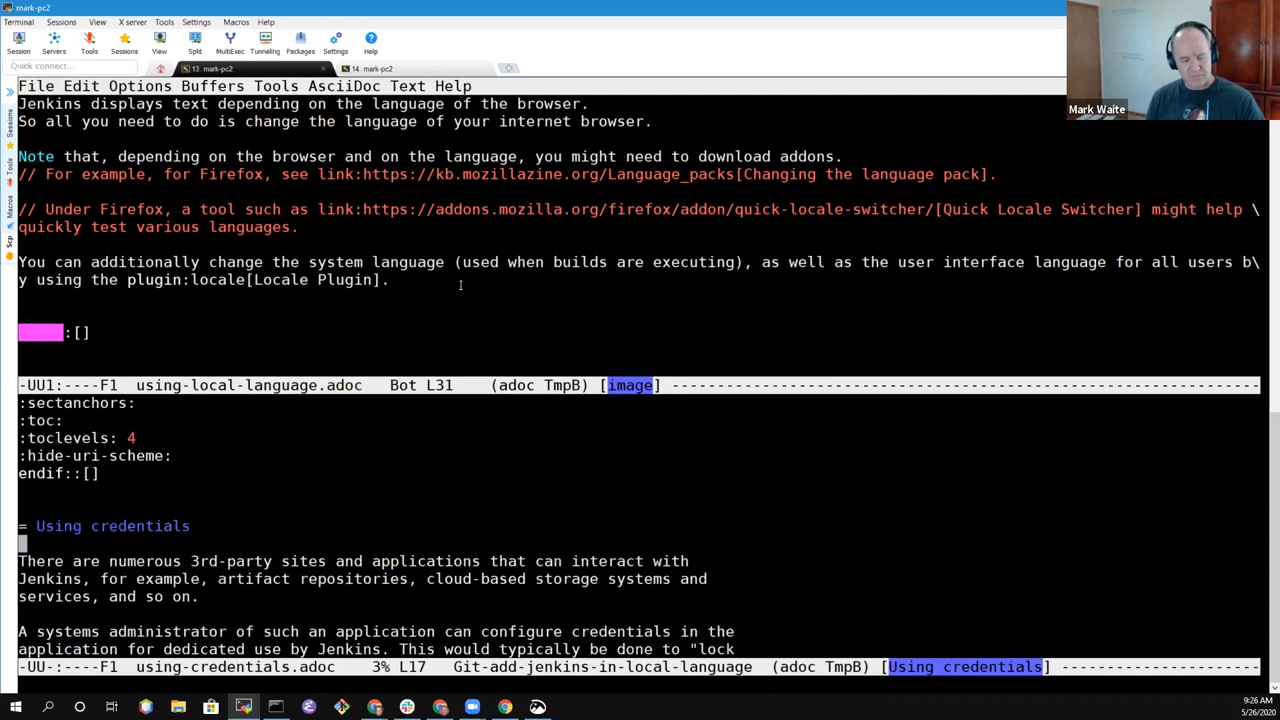 mark-pc2
Terminal Sessions View X server Tools Settings Macros Help
Session Servers Tools Sessions View Split MultiExec Tunneling Packages Settings Help
Quick connect...
13. mark-pc2
14. mark-pc2
Sessions
Tools
Macros
Scp
Mark Waite
File Edit Options Buffers Tools AsciiDoc Text Help
Jenkins displays text depending on the language of the browser.
So all you need to do is change the language of your internet browser.
Note that, depending on the browser and on the language, you might need to download addons.
// For example, for Firefox, see link:https://kb.mozillazine.org/Language_packs[Changing the language pack].
// Under Firefox, a tool such as link:https://addons.mozilla.org/firefox/addon/quick-locale-switcher/[Quick Locale Switcher] might help \
quickly test various languages.
You can additionally change the system language (used when builds are executing), as well as the user interface language for all users b\
y using the plugin:locale[Locale Plugin].
:[]
-UU1:----F1 using-local-language.adoc Bot L31 (adoc TmpB) [image] ----------------------------------------------------------------
:sectanchors:
:toc:
:toclevels: 4
:hide-uri-scheme:
endif::[]
= Using credentials
There are numerous 3rd-party sites and applications that can interact with
Jenkins, for example, artifact repositories, cloud-based storage systems and
services, and so on.
A systems administrator of such an application can configure credentials in the
application for dedicated use by Jenkins. This would typically be done to "lock
-UU-:----F1 using-credentials.adoc 3% L17 Git-add-jenkins-in-local-language (adoc TmpB) [Using credentials] -----------------------
9:26 AM
5/26/2020